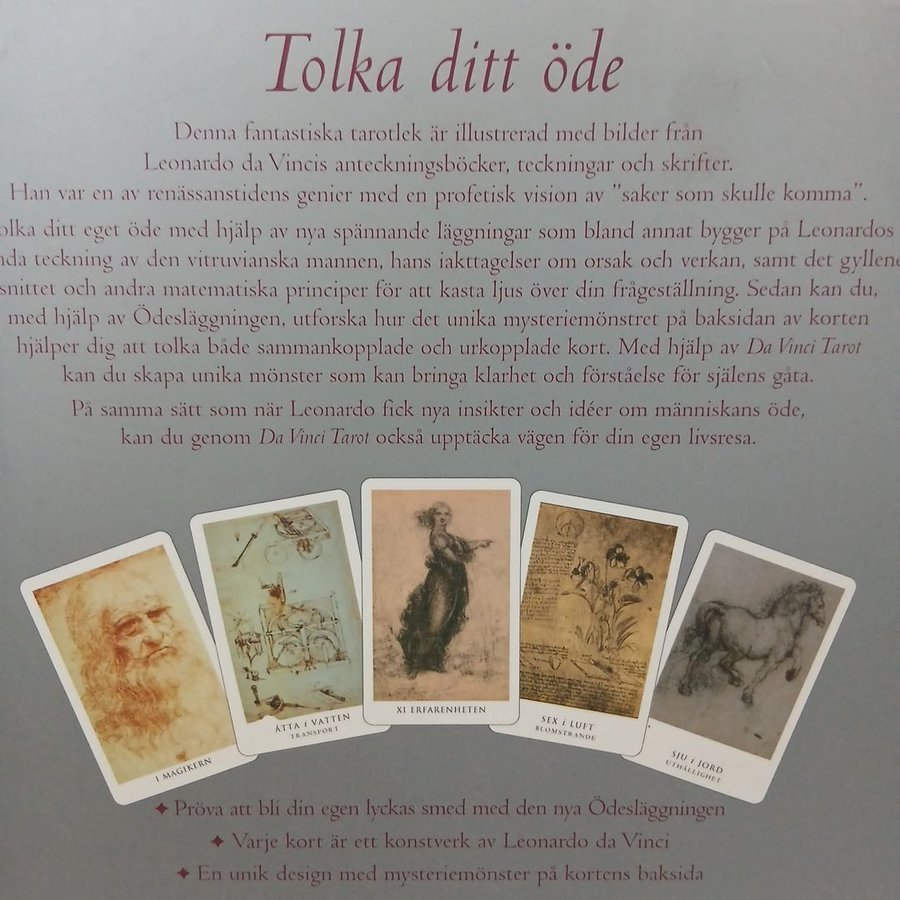 Tolka ditt öde
Denna fantastiska tarotlek är illustrerad med bilder från
Leonardo da Vincis anteckningsböcker, teckningar och skrifter.
Han var en av renässanstidens genier med en profetisk vision av "saker som skulle komma".
olka ditt eget öde med hjälp av nya spännande läggningar som bland annat bygger på Leonardos
nda teckning av den vitruvianska mannen, hans iakttagelser om orsak och verkan, samt det gyllene
snittet och andra matematiska principer för att kasta ljus över din frågeställning. Sedan kan du,
med hjälp av Ödesläggningen, utforska hur det unika mysteriemönstret på baksidan av korten
hjälper dig att tolka både sammankopplade och urkopplade kort. Med hjälp av Da Vinci Tarot
kan du skapa unika mönster som kan bringa klarhet och förståelse för själens gåta.
På samma sätt som när Leonardo fick nya insikter och idéer om människans öde,
kan du genom Da Vinci Tarot också upptäcka vägen för din egen livsresa.
I MAGIKERN
ÅTTA i VATTEN
TRANSPORT
XI ERFARENHETEN
SEX i LUFT
BLOMSTRANDE
SJU i JORD
UTHÅLLIGHET
✦ Pröva att bli din egen lyckas smed med den nya Ödesläggningen
✦ Varje kort är ett konstverk av Leonardo da Vinci
✦ En unik design med mysteriemönster på kortens baksida